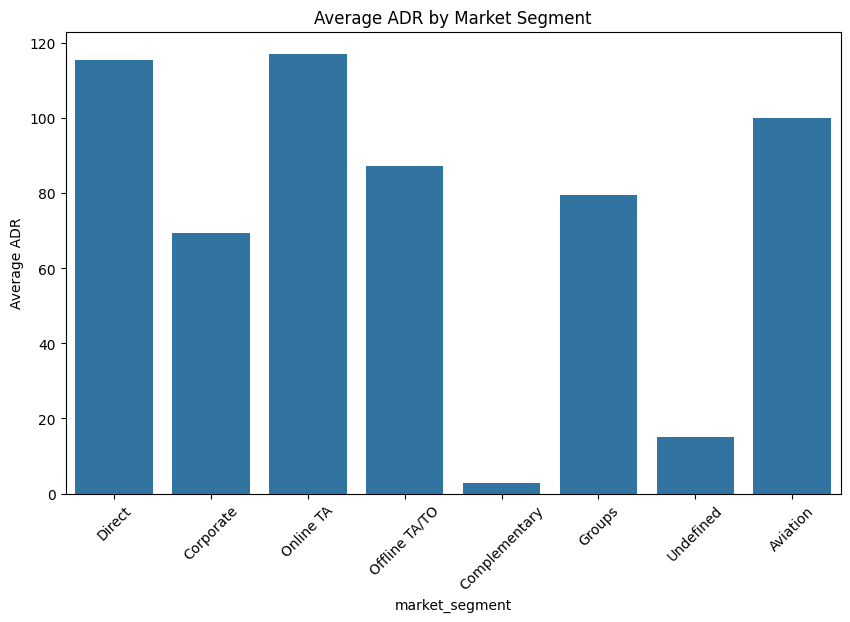 Average ADR by Market Segment
Average ADR
120
100
80
60
40
20
0
Direct
Corporate
Online TA
Offline TA/TO
Complementary
Groups
Undefined
Aviation
market_segment